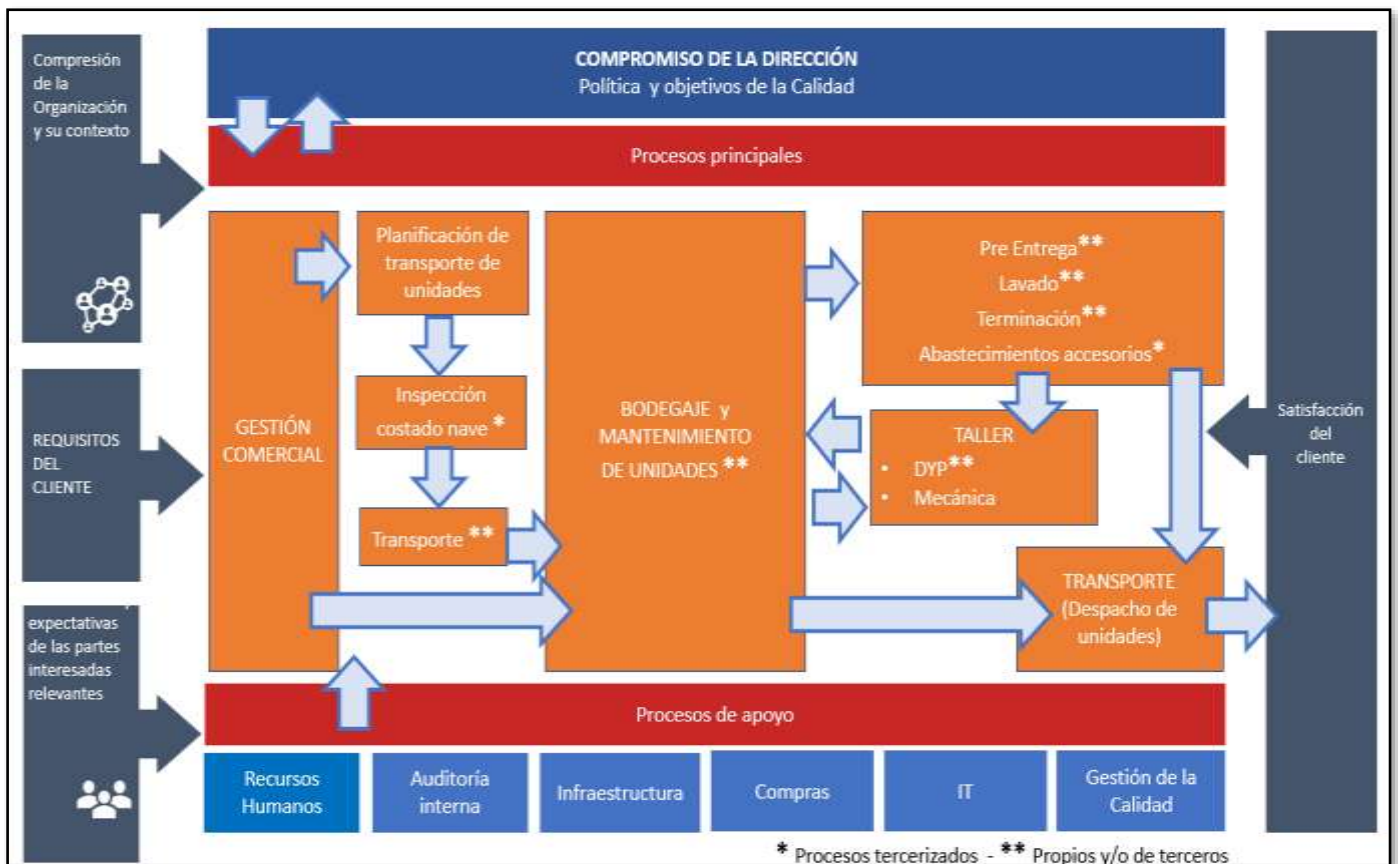 Compresión
de la
Organización
y su contexto
REQUISITOS
DEL
CLIENTE
expectativas
de las partes
interesadas
relevantes
COMPROMISO DE LA DIRECCIÓN
Política y objetivos de la Calidad
Procesos principales
GESTIÓN
COMERCIAL
Planificación de
transporte de
unidades
Inspección
costado nave *
Transporte **
BODEGAJE y
MANTENIMIENTO
DE UNIDADES **
Pre Entrega**
Lavado**
Terminación**
Abastecimientos accesorios*
TALLER
• DYP**
• Mecánica
TRANSPORTE
(Despacho de
unidades)
Satisfacción
del
cliente
Procesos de apoyo
Recursos
Humanos
Auditoría
interna
Infraestructura
Compras
IT
Gestión de la
Calidad
* Procesos tercerizados - ** Propios y/o de terceros